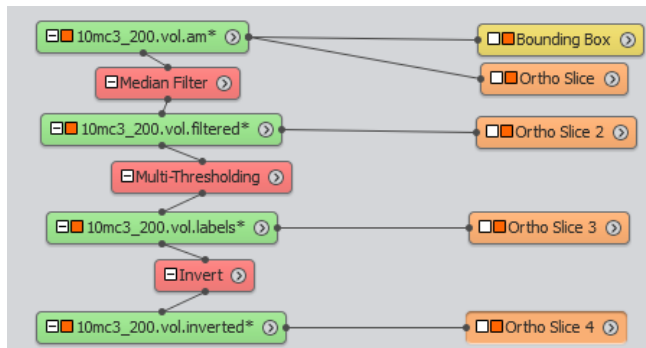 10mc3_200.vol.am*
Bounding Box
Median Filter
Ortho Slice
10mc3_200.vol.filtered*
Ortho Slice 2
Multi-Thresholding
10mc3_200.vol.labels*
Ortho Slice 3
Invert
10mc3_200.vol.inverted*
Ortho Slice 4